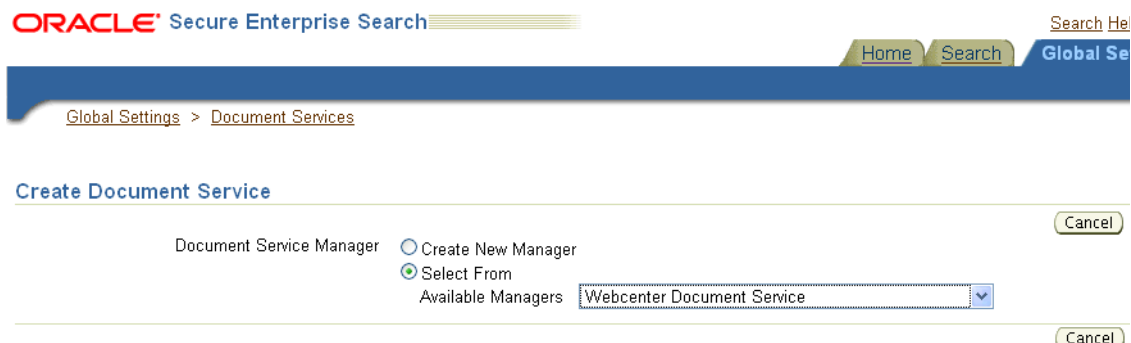 ORACLE Secure Enterprise Search
Search
Home Search Global
Global Settings > Document Services
Create Document Service
Cancel
Document Service Manager Create New Manager
Select From
Available Managers Webcenter Document Service
Cancel